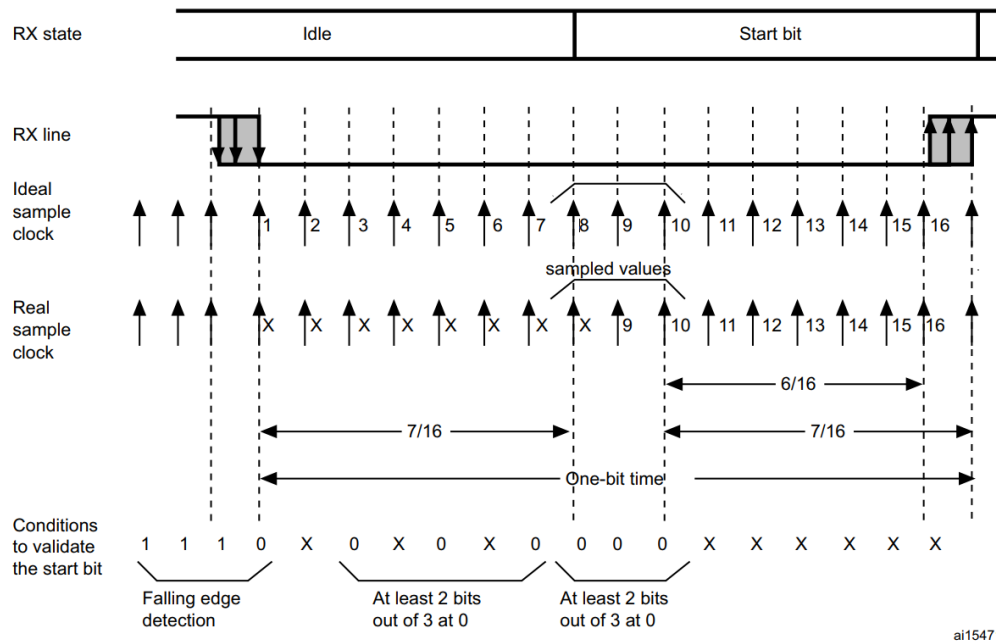 RX state
Idle
Start bit
RX line
Ideal
sample
clock
1 2 3 4 5 6 7 8 9 10 11 12 13 14 15 16
sampled values
Real
sample
clock
X X X X X X X X 9 10 11 12 13 14 15 16
6/16
7/16
7/16
One-bit time
Conditions
to validate
the start bit
1 1 1 0 X 0 X 0 X 0 0 0 0 X X X X X X
Falling edge
detection
At least 2 bits
out of 3 at 0
At least 2 bits
out of 3 at 0
ai1547